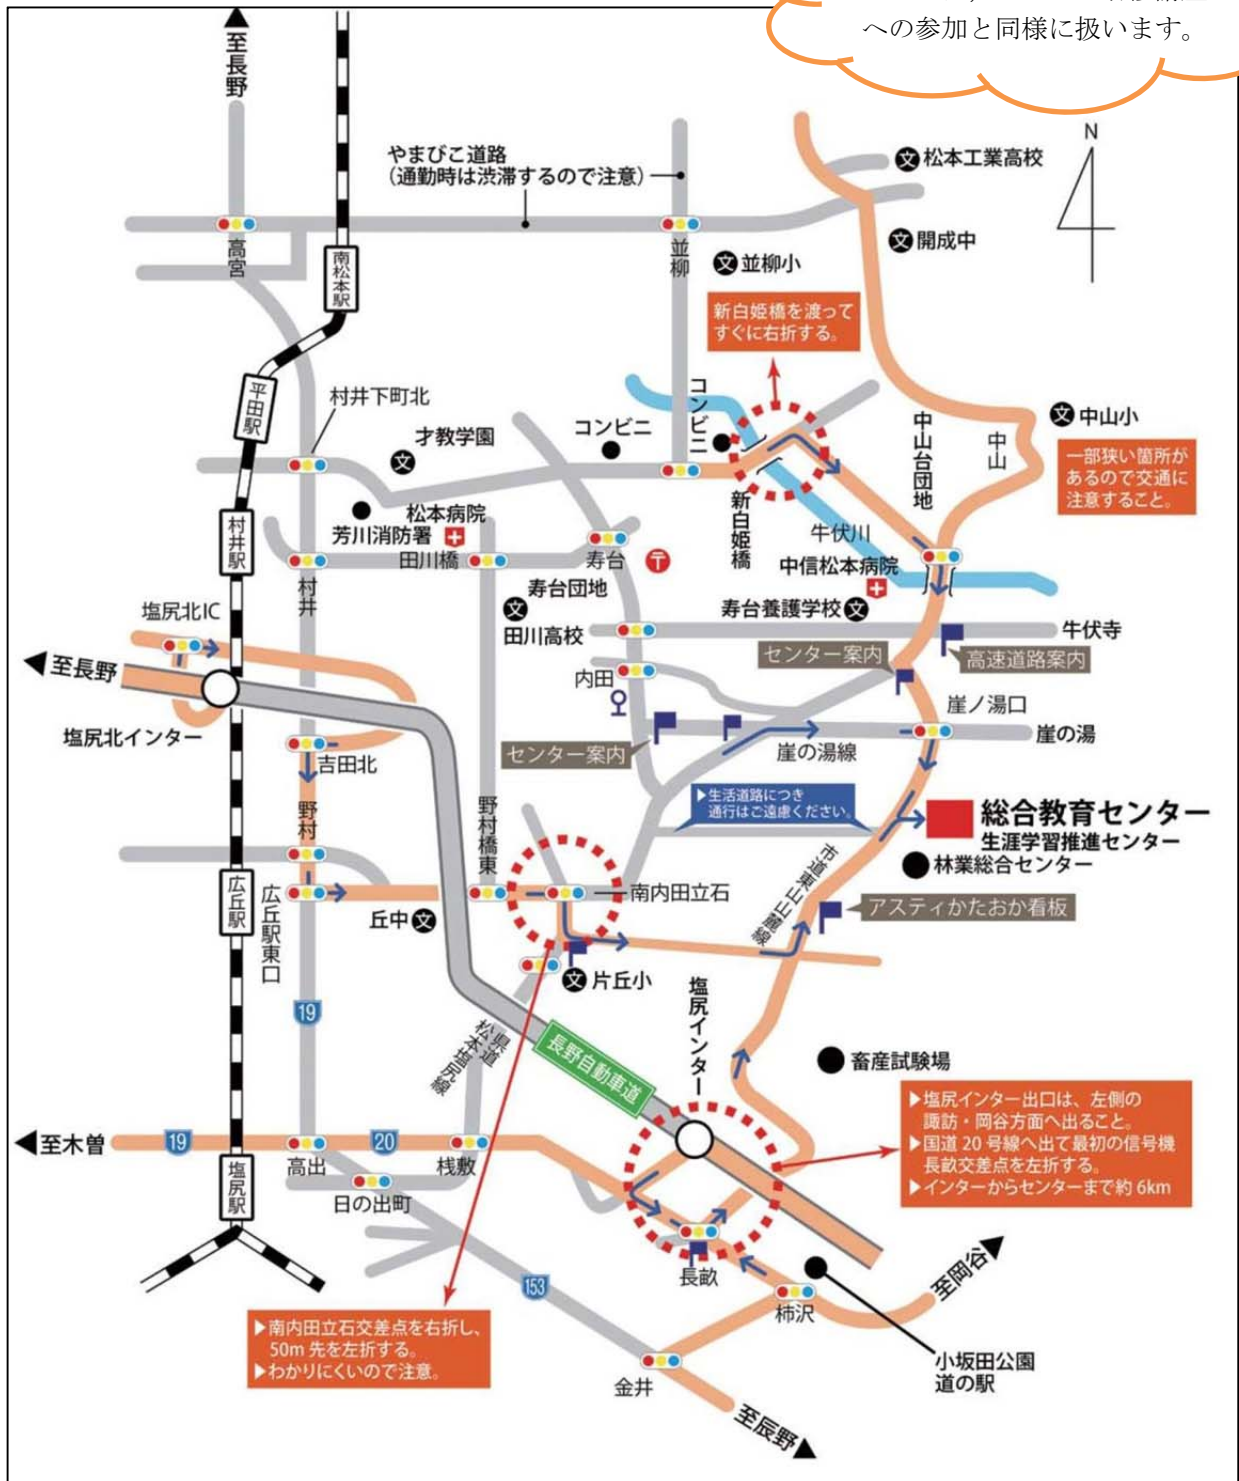 への参加と同様に扱います。
至長野
やまびこ道路
(通勤時は渋滞するので注意)
N
松本工業高校
開成中
高宮
南松本駅
並柳
並柳小
新白姫橋を渡って
すぐに右折する。
平田駅
村井下町北
才教学園
コンビニ
コンビニ
中山台団地
中山
中山小
一部狭い箇所が
あるので交通に
注意すること。
村井駅
芳川消防署
松本病院
田川橋
寿台
新白姫橋
牛伏川
中信松本病院
村井
寿台団地
田川高校
寿台養護学校
牛伏寺
塩尻北IC
センター案内
高速道路案内
至長野
内田
崖ノ湯口
塩尻北インター
吉田北
センター案内
崖の湯線
崖の湯
野村
野村橋東
▶生活道路につき
通行はご遠慮ください。
総合教育センター
生涯学習推進センター
林業総合センター
広丘駅
広丘駅東口
丘中
南内田立石
市道東山山麓線
アスティかたおか看板
片丘小
19
県道
松本塩尻線
塩尻インター
長野自動車道
畜産試験場
▶塩尻インター出口は、左側の
諏訪・岡谷方面へ出ること。
▶国道 20 号線へ出て最初の信号機
長畝交差点を左折する。
▶インターからセンターまで約 6km
至木曽
19
20
高出
桟敷
塩尻駅
日の出町
長畝
153
柿沢
至岡谷
▶南内田立石交差点を右折し、
50m 先を左折する。
▶わかりにくいので注意。
金井
小坂田公園
道の駅
至辰野